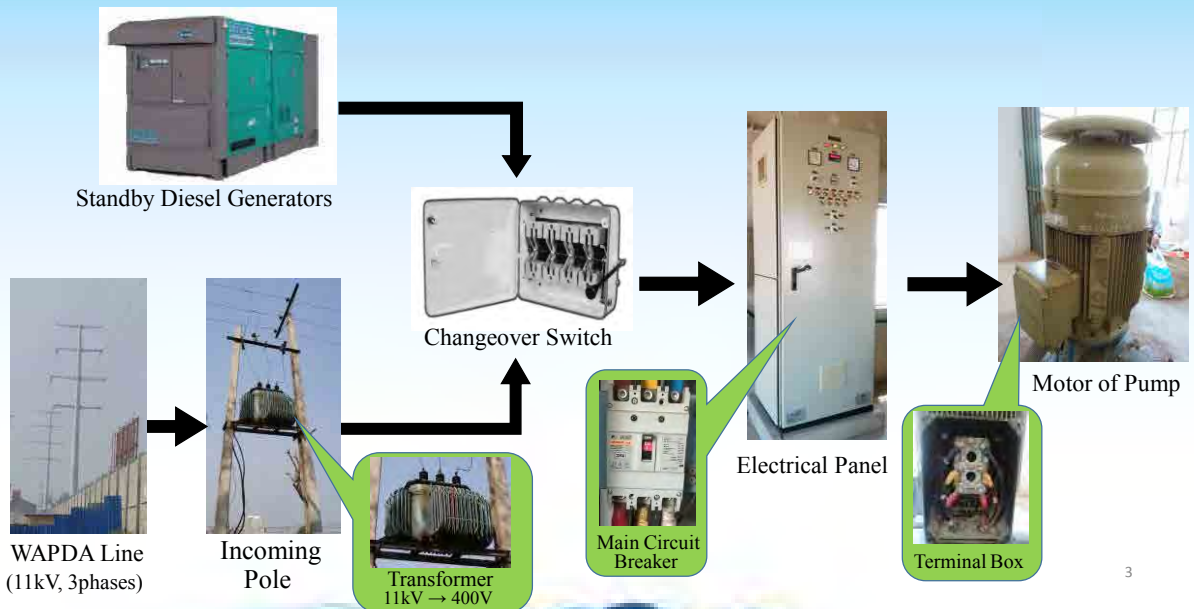 Standby Diesel Generators
Changeover Switch
Motor of Pump
Electrical Panel
Main Circuit
Breaker
Terminal Box
WAPDA Line
(11kV, 3phases)
Incoming
Pole
Transformer
11kV → 400V
3